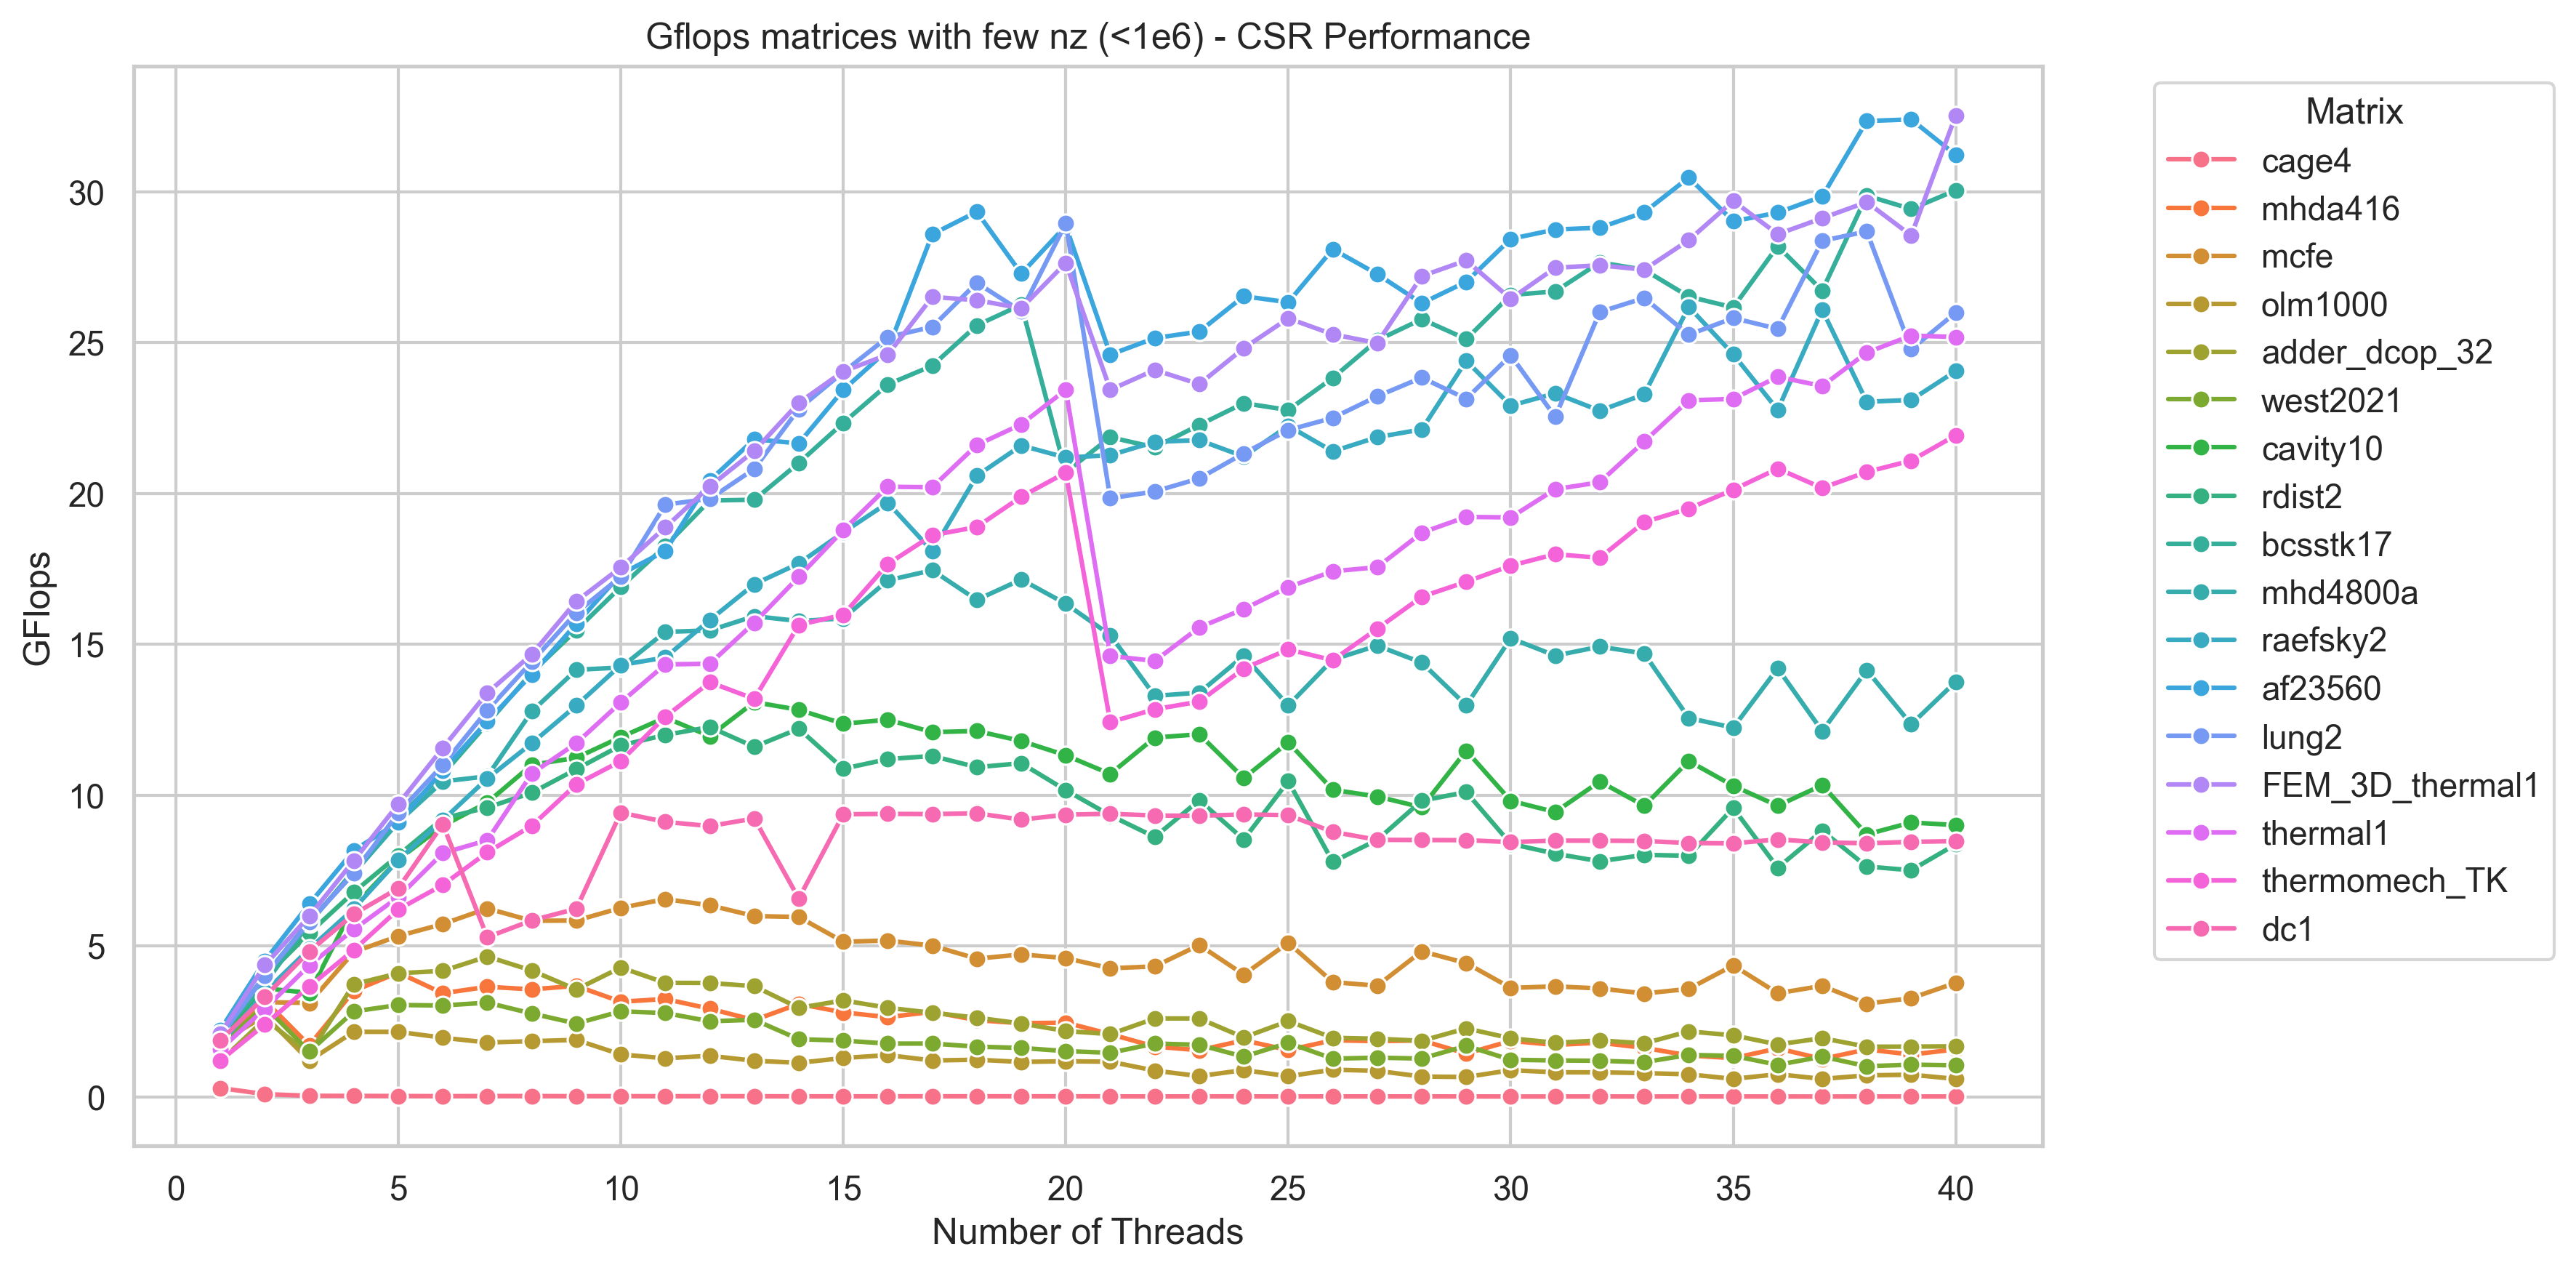 Gflops matrices with few nz (<1e6) - CSR Performance
GFlops
30
25
20
15
10
5
0
0 5 10 15 20 25 30 35 40
Number of Threads
Matrix
cage4
mhda416
mcfe
olm1000
adder_dcop_32
west2021
cavity10
rdist2
bcsstk17
mhd4800a
raefsky2
af23560
lung2
FEM_3D_thermal1
thermal1
thermomech_TK
dc1